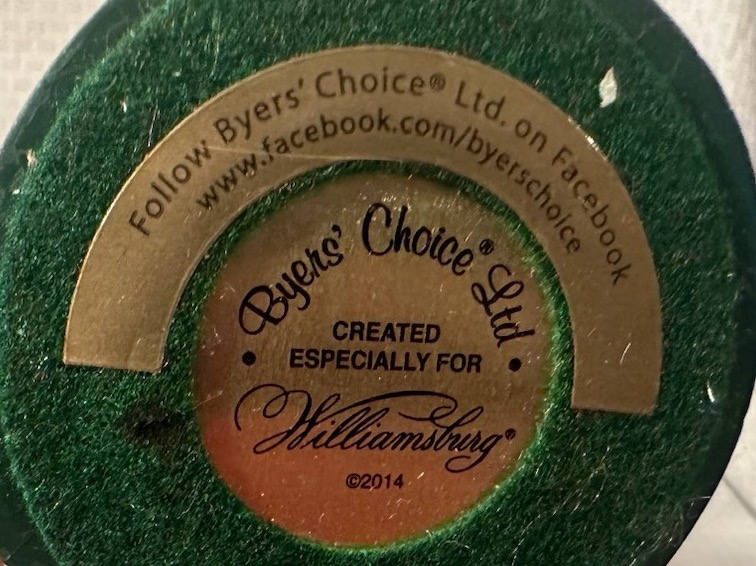 Follow Byers' Choice® Ltd. on Facebook
www.facebook.com/byerschoice
Byers' Choice® Ltd
• CREATED
ESPECIALLY FOR •
Williamsburg®
©2014